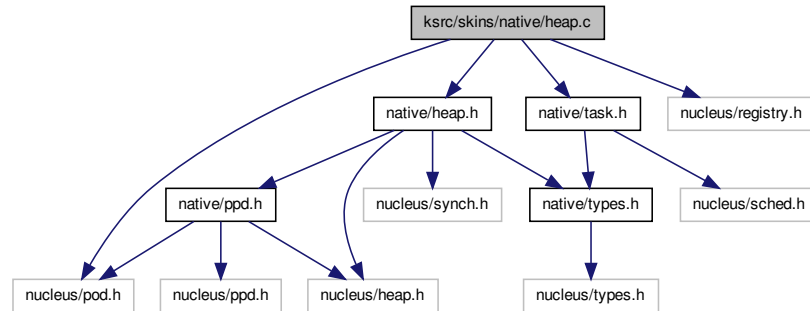 ksrc/skins/native/heap.c
native/heap.h
native/task.h
nucleus/registry.h
native/ppd.h
nucleus/synch.h
native/types.h
nucleus/sched.h
nucleus/pod.h
nucleus/ppd.h
nucleus/heap.h
nucleus/types.h